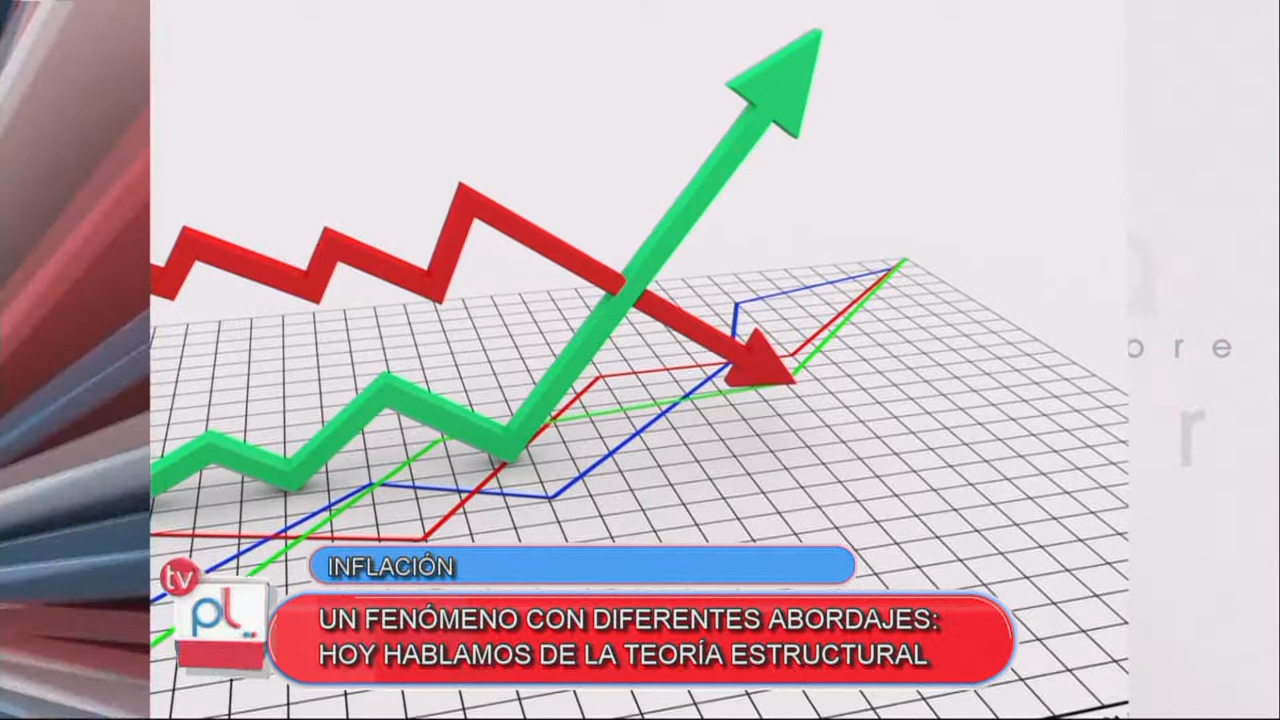 o r e
r
INFLACIÓN
tv
pl
UN FENÓMENO CON DIFERENTES ABORDAJES:
HOY HABLAMOS DE LA TEORÍA ESTRUCTURAL